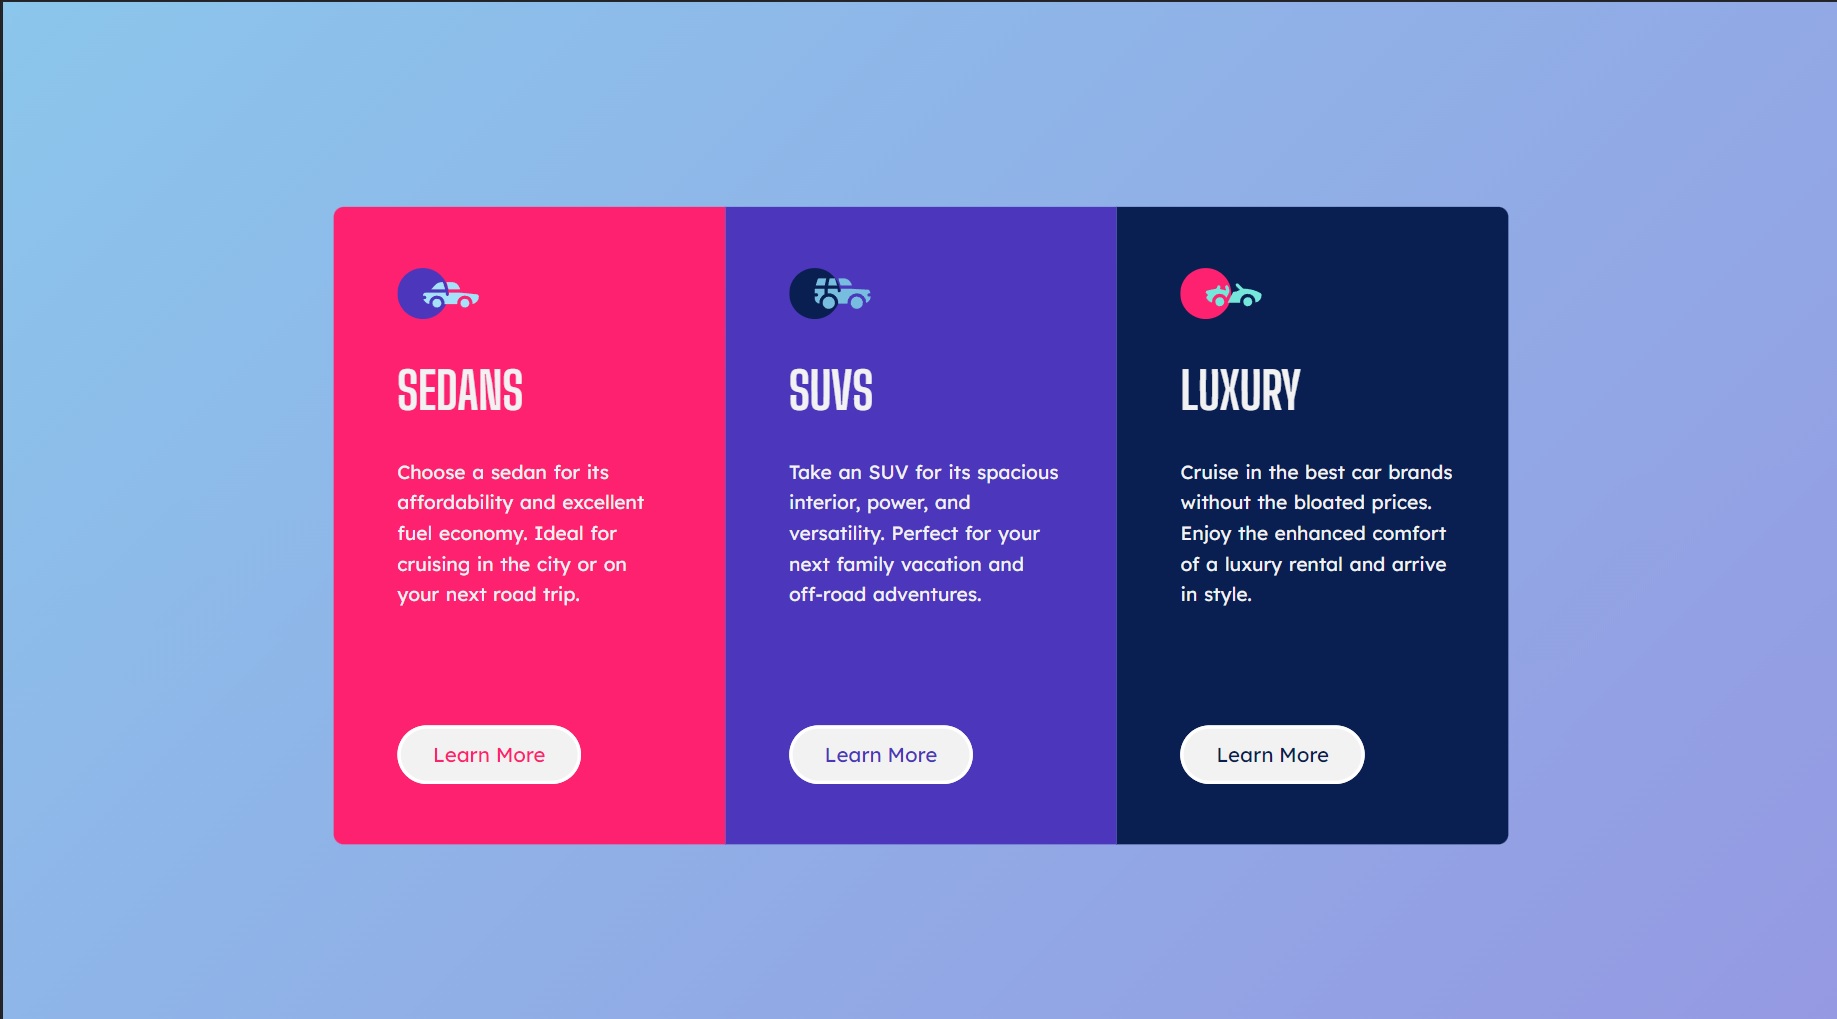 SEDANS
Choose a sedan for its
affordability and excellent
fuel economy. Ideal for
cruising in the city or on
your next road trip.
Learn More
SUVS
Take an SUV for its spacious
interior, power, and
versatility. Perfect for your
next family vacation and
off-road adventures.
Learn More
LUXURY
Cruise in the best car brands
without the bloated prices.
Enjoy the enhanced comfort
of a luxury rental and arrive
in style.
Learn More